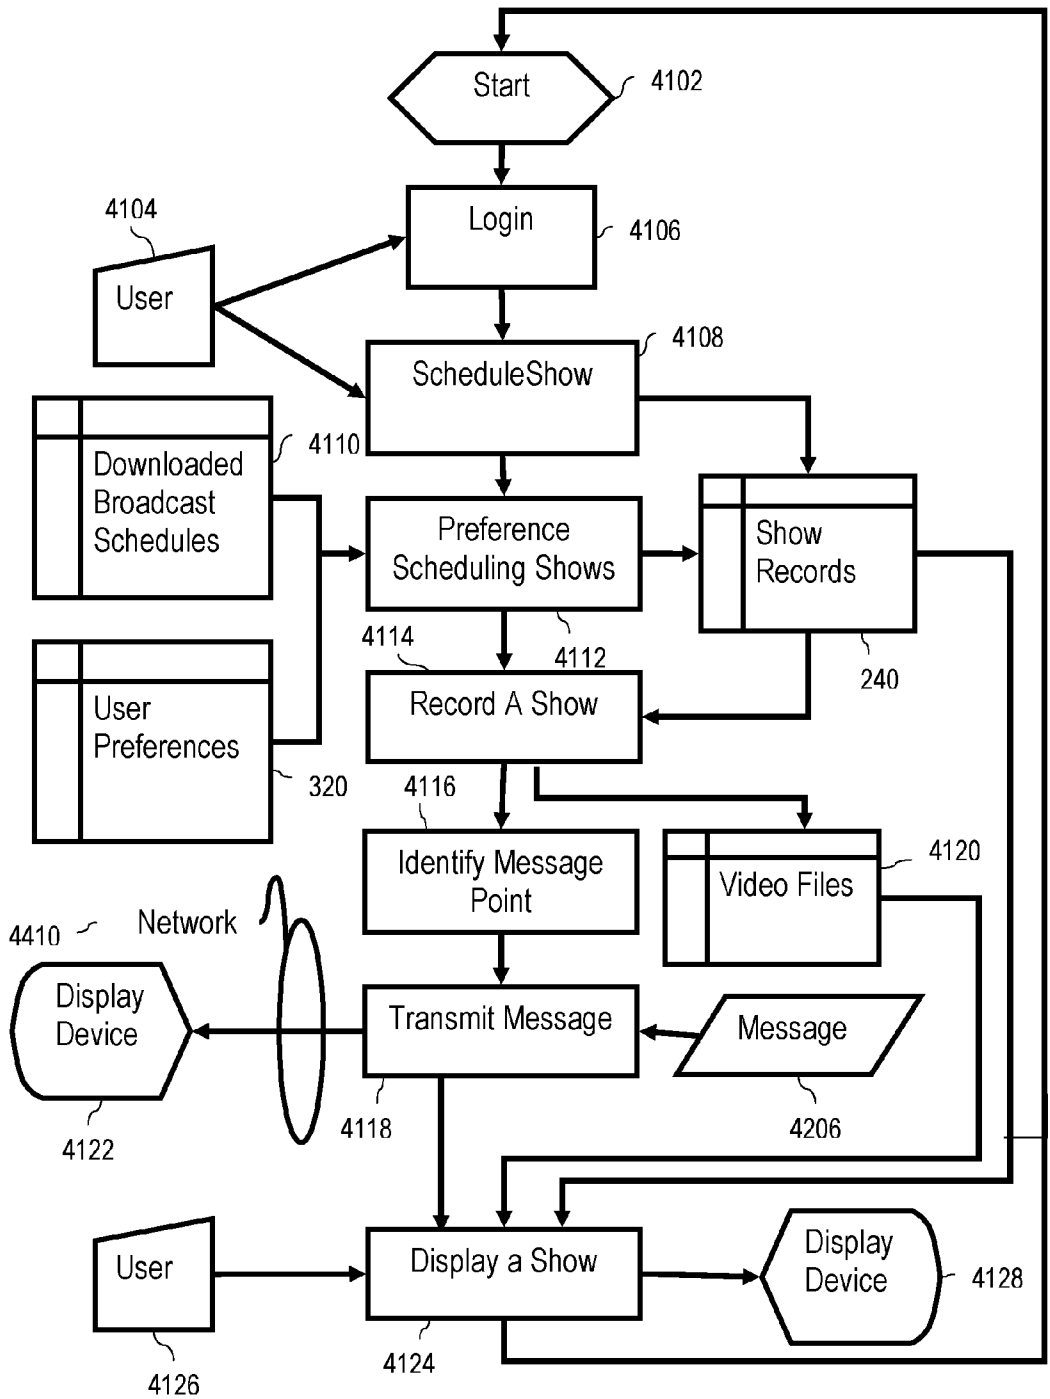 Start
4102
4104
Login
4106
User
4108
ScheduleShow
4110
Downloaded
Broadcast
Schedules
Preference
Scheduling Shows
Show
Records
4114
4112
240
User
Preferences
Record A Show
320
4116
Identify Message
Point
4120
Video Files
4410
Network
Display
Device
Transmit Message
Message
4122
4118
4206
User
Display a Show
Display
Device
4128
4126
4124